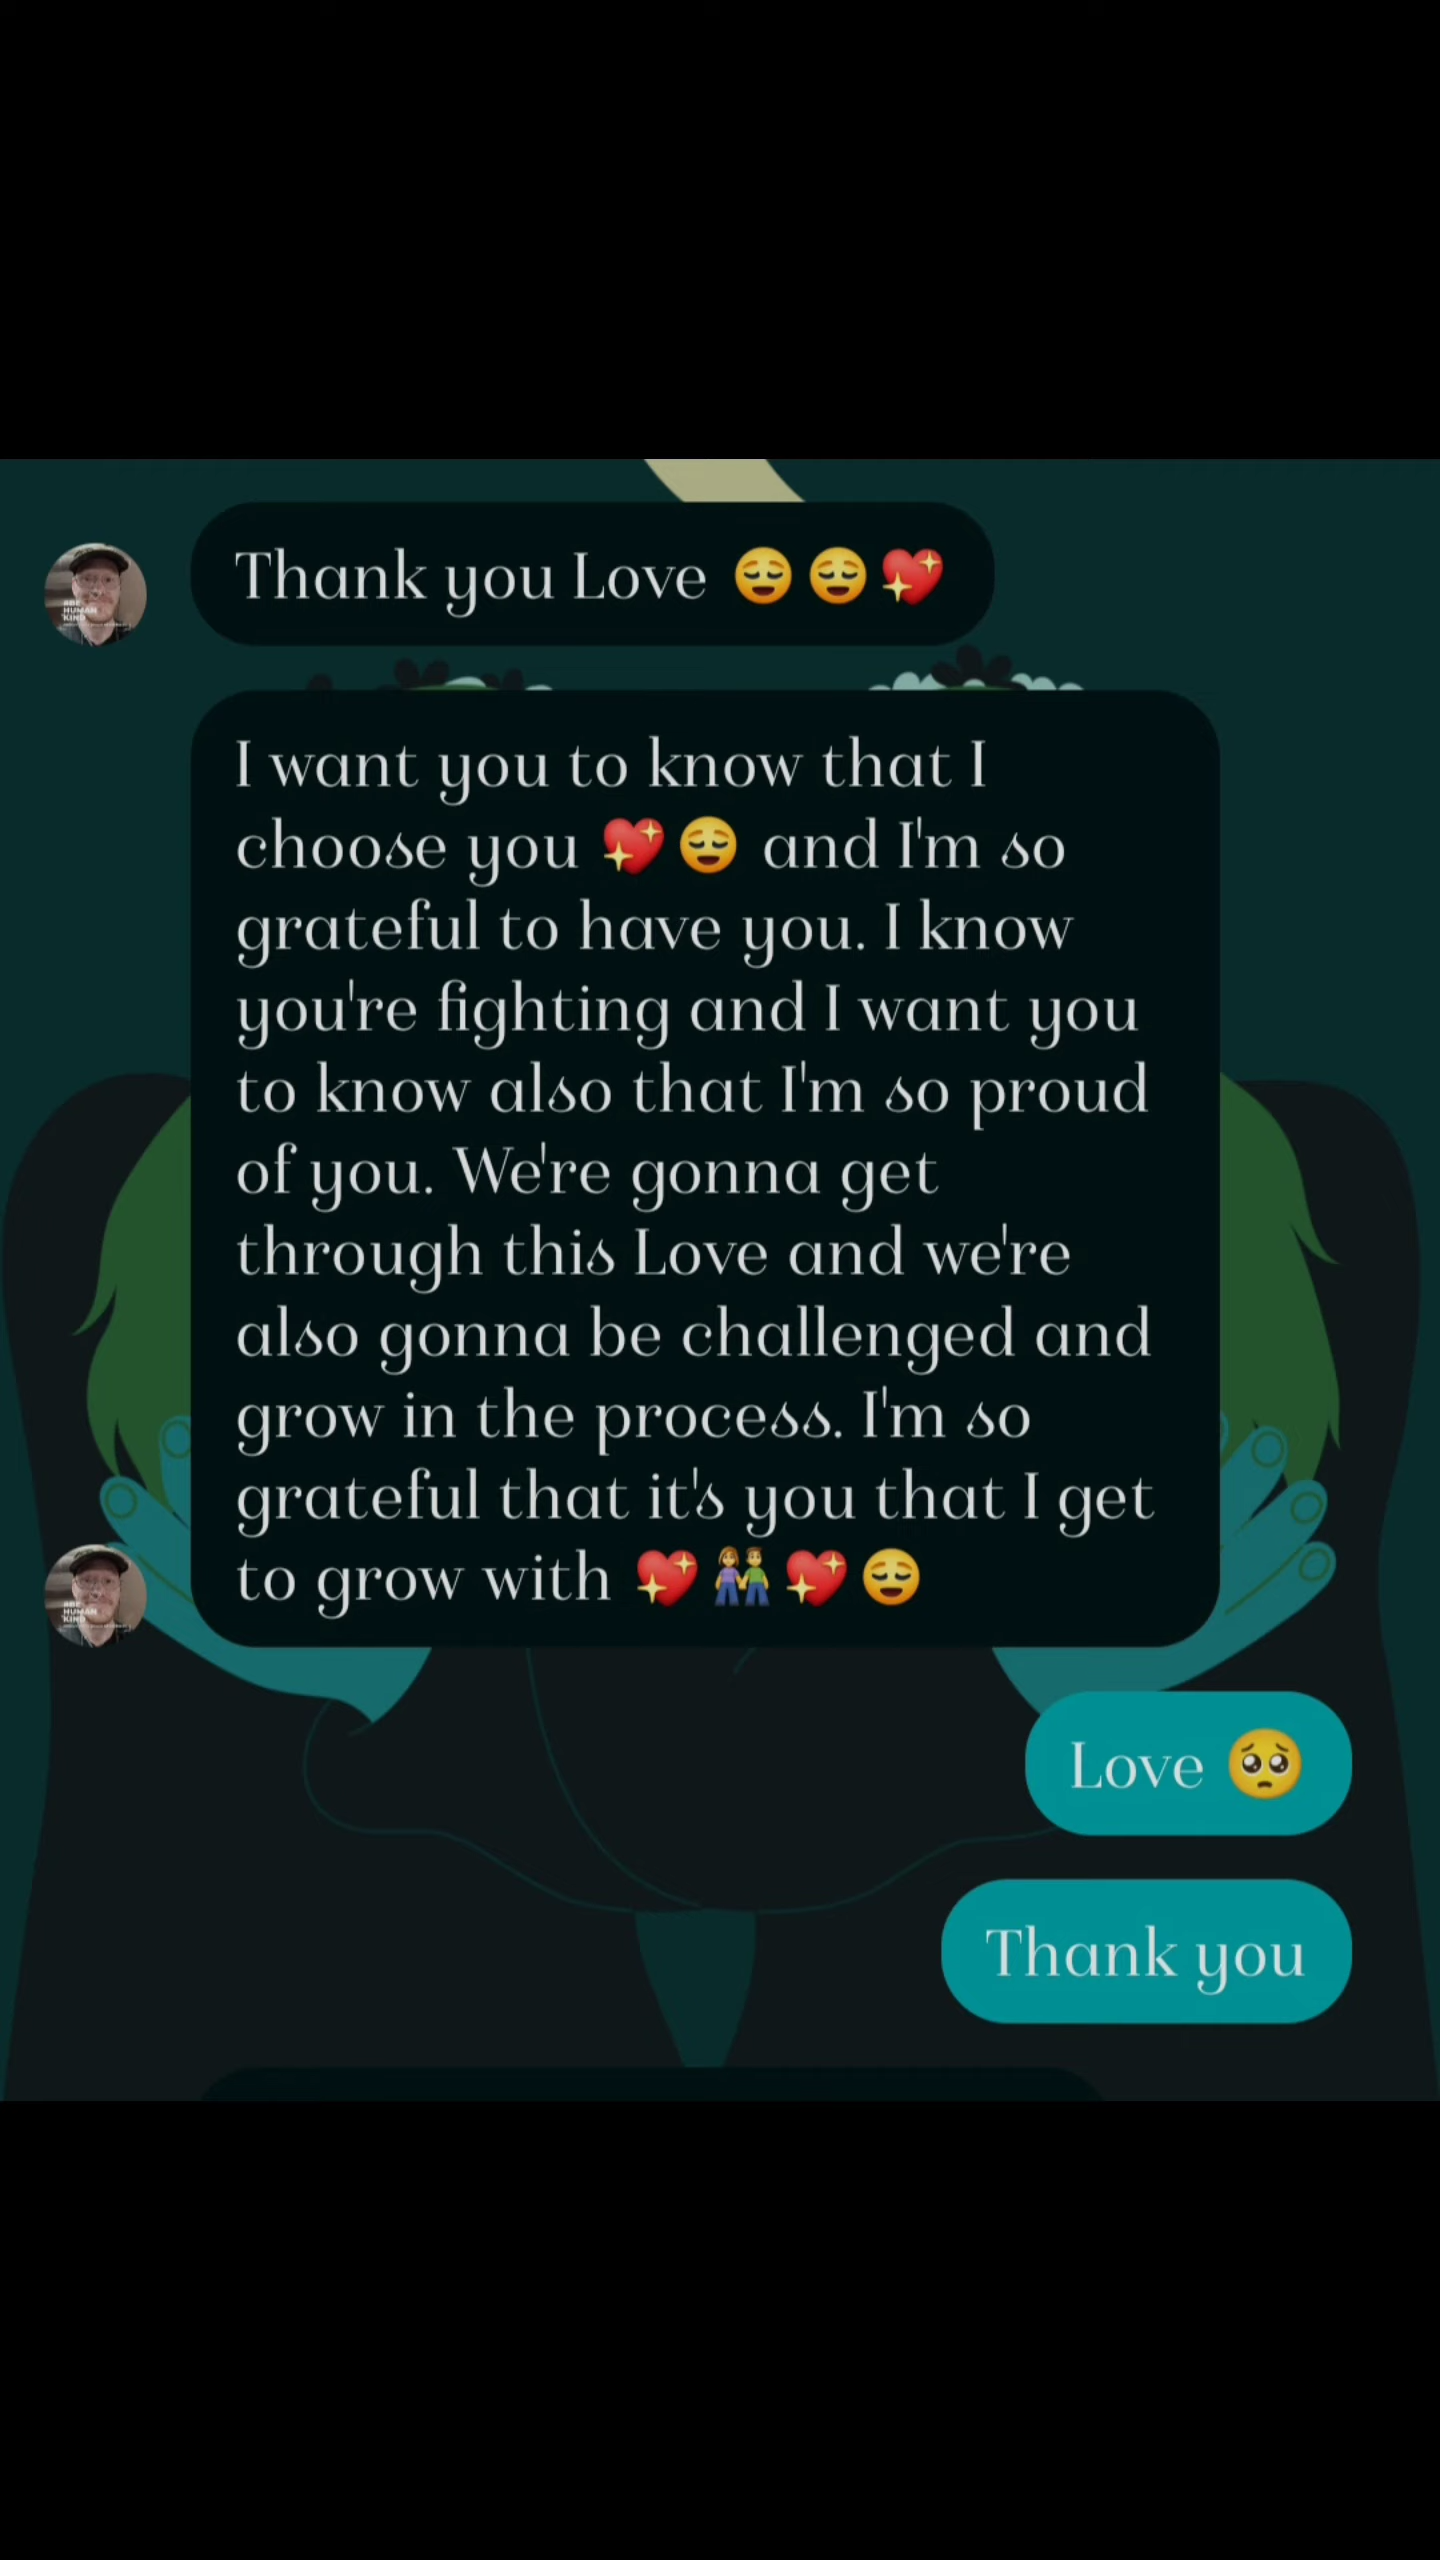 Thank you Love 😌😌💖
I want you to know that I
choose you 💖😌 and I'm so
grateful to have you. I know
you're fighting and I want you
to know also that I'm so proud
of you. We're gonna get
through this Love and we're
also gonna be challenged and
grow in the process. I'm so
grateful that it's you that I get
to grow with 💖👫💖😌
#BE
HUMAN
KIND
Love 🥺
Thank you